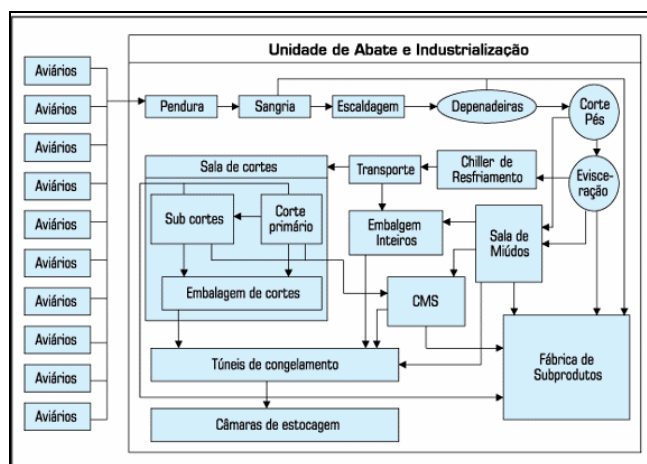 Unidade de Abate e Industrialização
Aviários
Aviários
Aviários
Aviários
Aviários
Aviários
Aviários
Aviários
Aviários
Aviários
Pendura
Sangria
Escaldagem
Depenadeiras
Corte
Pés
Sala de cortes
Transporte
Chiller de
Resfriamento
Evisce-
ração
Sub cortes
Corte
primário
Embalgem
Inteiros
Sala de
Miúdos
Embalagem de cortes
CMS
Túneis de congelamento
Fábrica de
Subprodutos
Câmaras de estocagem